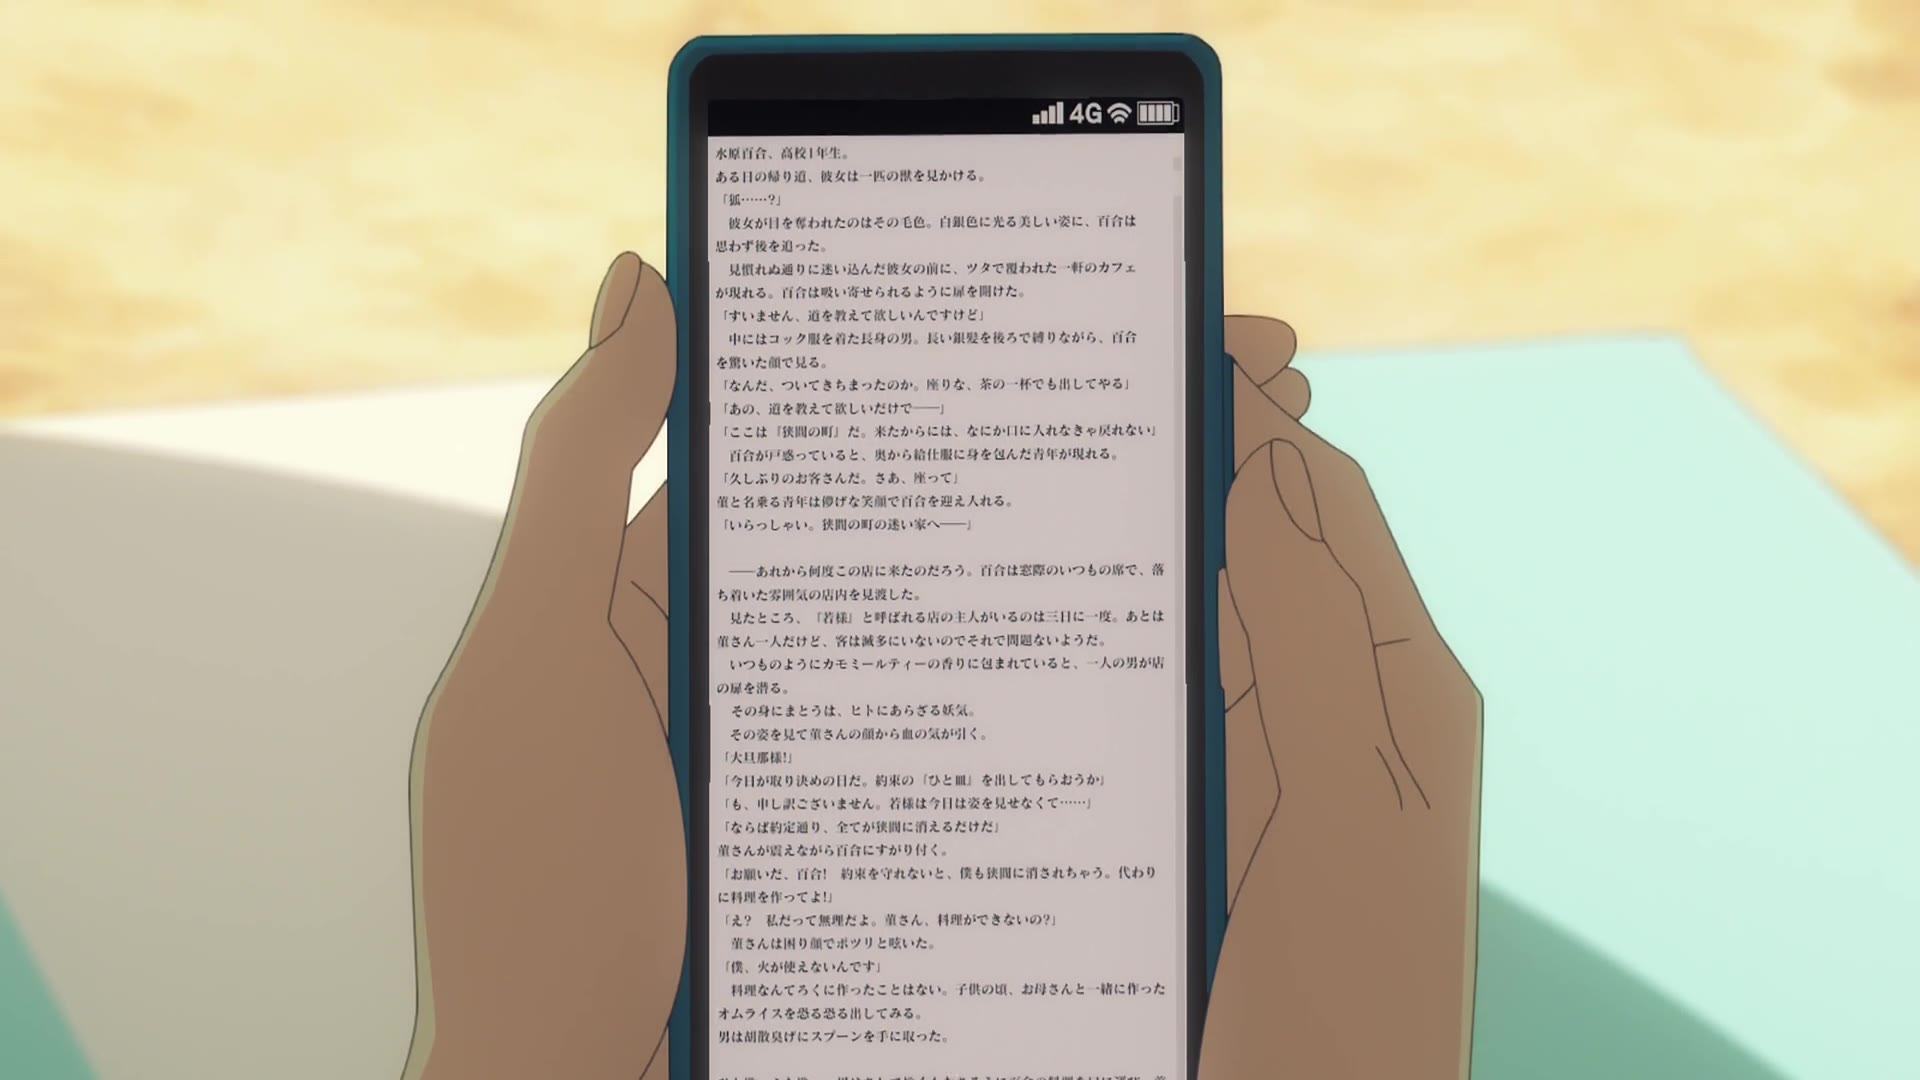 4G
水原百合、高校1年生。
ある日の帰り道、彼女は一匹の獣を見かける。
「狐……?」
彼女が目を奪われたのはその毛色。白銀色に光る美しい姿に、百合は
思わず後を追った。
見慣れぬ通りに迷い込んだ彼女の前に、ツタで覆われた一軒のカフェ
が現れる。百合は吸い寄せられるように扉を開けた。
「すいません、道を教えて欲しいんですけど」
中にはコック服を着た長身の男。長い銀髪を後ろで縛りながら、百合
を驚いた顔で見る。
「なんだ、ついてきちまったのか。座りな、茶の一杯でも出してやる」
「あの、道を教えて欲しいだけで――」
「ここは『狭間の町』だ。来たからには、なにか口に入れなきゃ戻れない」
百合が戸惑っていると、奥から給仕服に身を包んだ青年が現れる。
「久しぶりのお客さんだ。さあ、座って」
菫と名乗る青年は儚げな笑顔で百合を迎え入れる。
「いらっしゃい。狭間の町の迷い家へ――」
――あれから何度この店に来たのだろう。百合は窓際のいつもの席で、落
ち着いた雰囲気の店内を見渡した。
見たところ、『若様』と呼ばれる店の主人がいるのは三日に一度。あとは
菫さん一人だけど、客は滅多にいないのでそれで問題ないようだ。
いつものようにカモミールティーの香りに包まれていると、一人の男が店
の扉を潜る。
その身にまとうは、ヒトにあらざる妖気。
その姿を見て菫さんの顔から血の気が引く。
「大旦那様!」
「今日が取り決めの日だ。約束の『ひと皿』を出してもらおうか」
「も、申し訳ございません。若様は今日は姿を見せなくて……」
「ならば約定通り、全てが狭間に消えるだけだ」
菫さんが震えながら百合にすがり付く。
「お願いだ、百合! 約束を守れないと、僕も狭間に消されちゃう。代わり
に料理を作ってよ!」
「え? 私だって無理だよ。菫さん、料理ができないの?」
菫さんは困り顔でポツリと呟いた。
「僕、火が使えないんです」
料理なんてろくに作ったことはない。子供の頃、お母さんと一緒に作った
オムライスを恐る恐る出してみる。
男は胡散臭げにスプーンを手に取った。